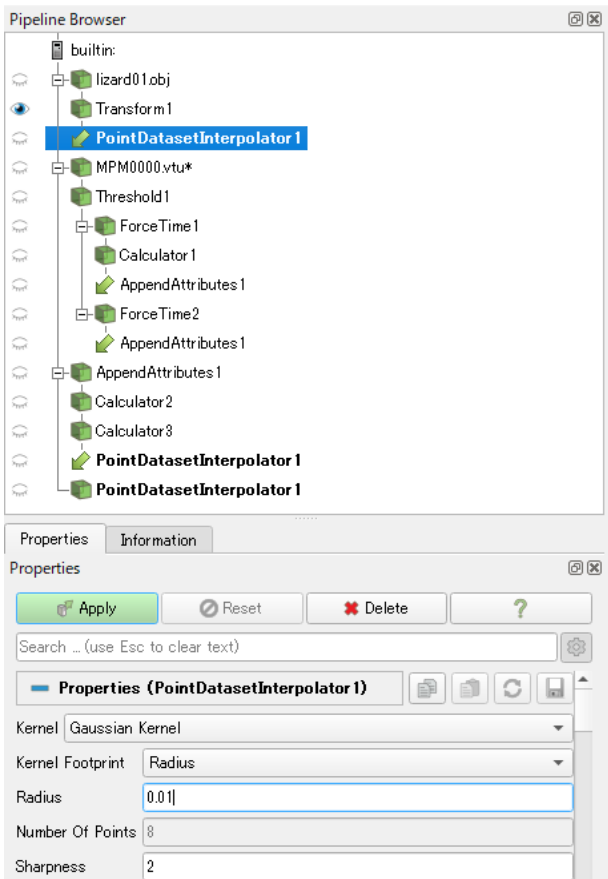 Pipeline Browser
builtin:
lizard01.obj
Transform1
PointDatasetInterpolator1
MPM0000.vtu*
Threshold1
ForceTime1
Calculator1
AppendAttributes1
ForceTime2
AppendAttributes1
AppendAttributes1
Calculator2
Calculator3
PointDatasetInterpolator1
PointDatasetInterpolator1
Properties Information
Properties
Apply Reset Delete ?
Search ... (use Esc to clear text)
Properties (PointDatasetInterpolator1)
Kernel Gaussian Kernel
Kernel Footprint Radius
Radius 0.01
Number Of Points 8
Sharpness 2